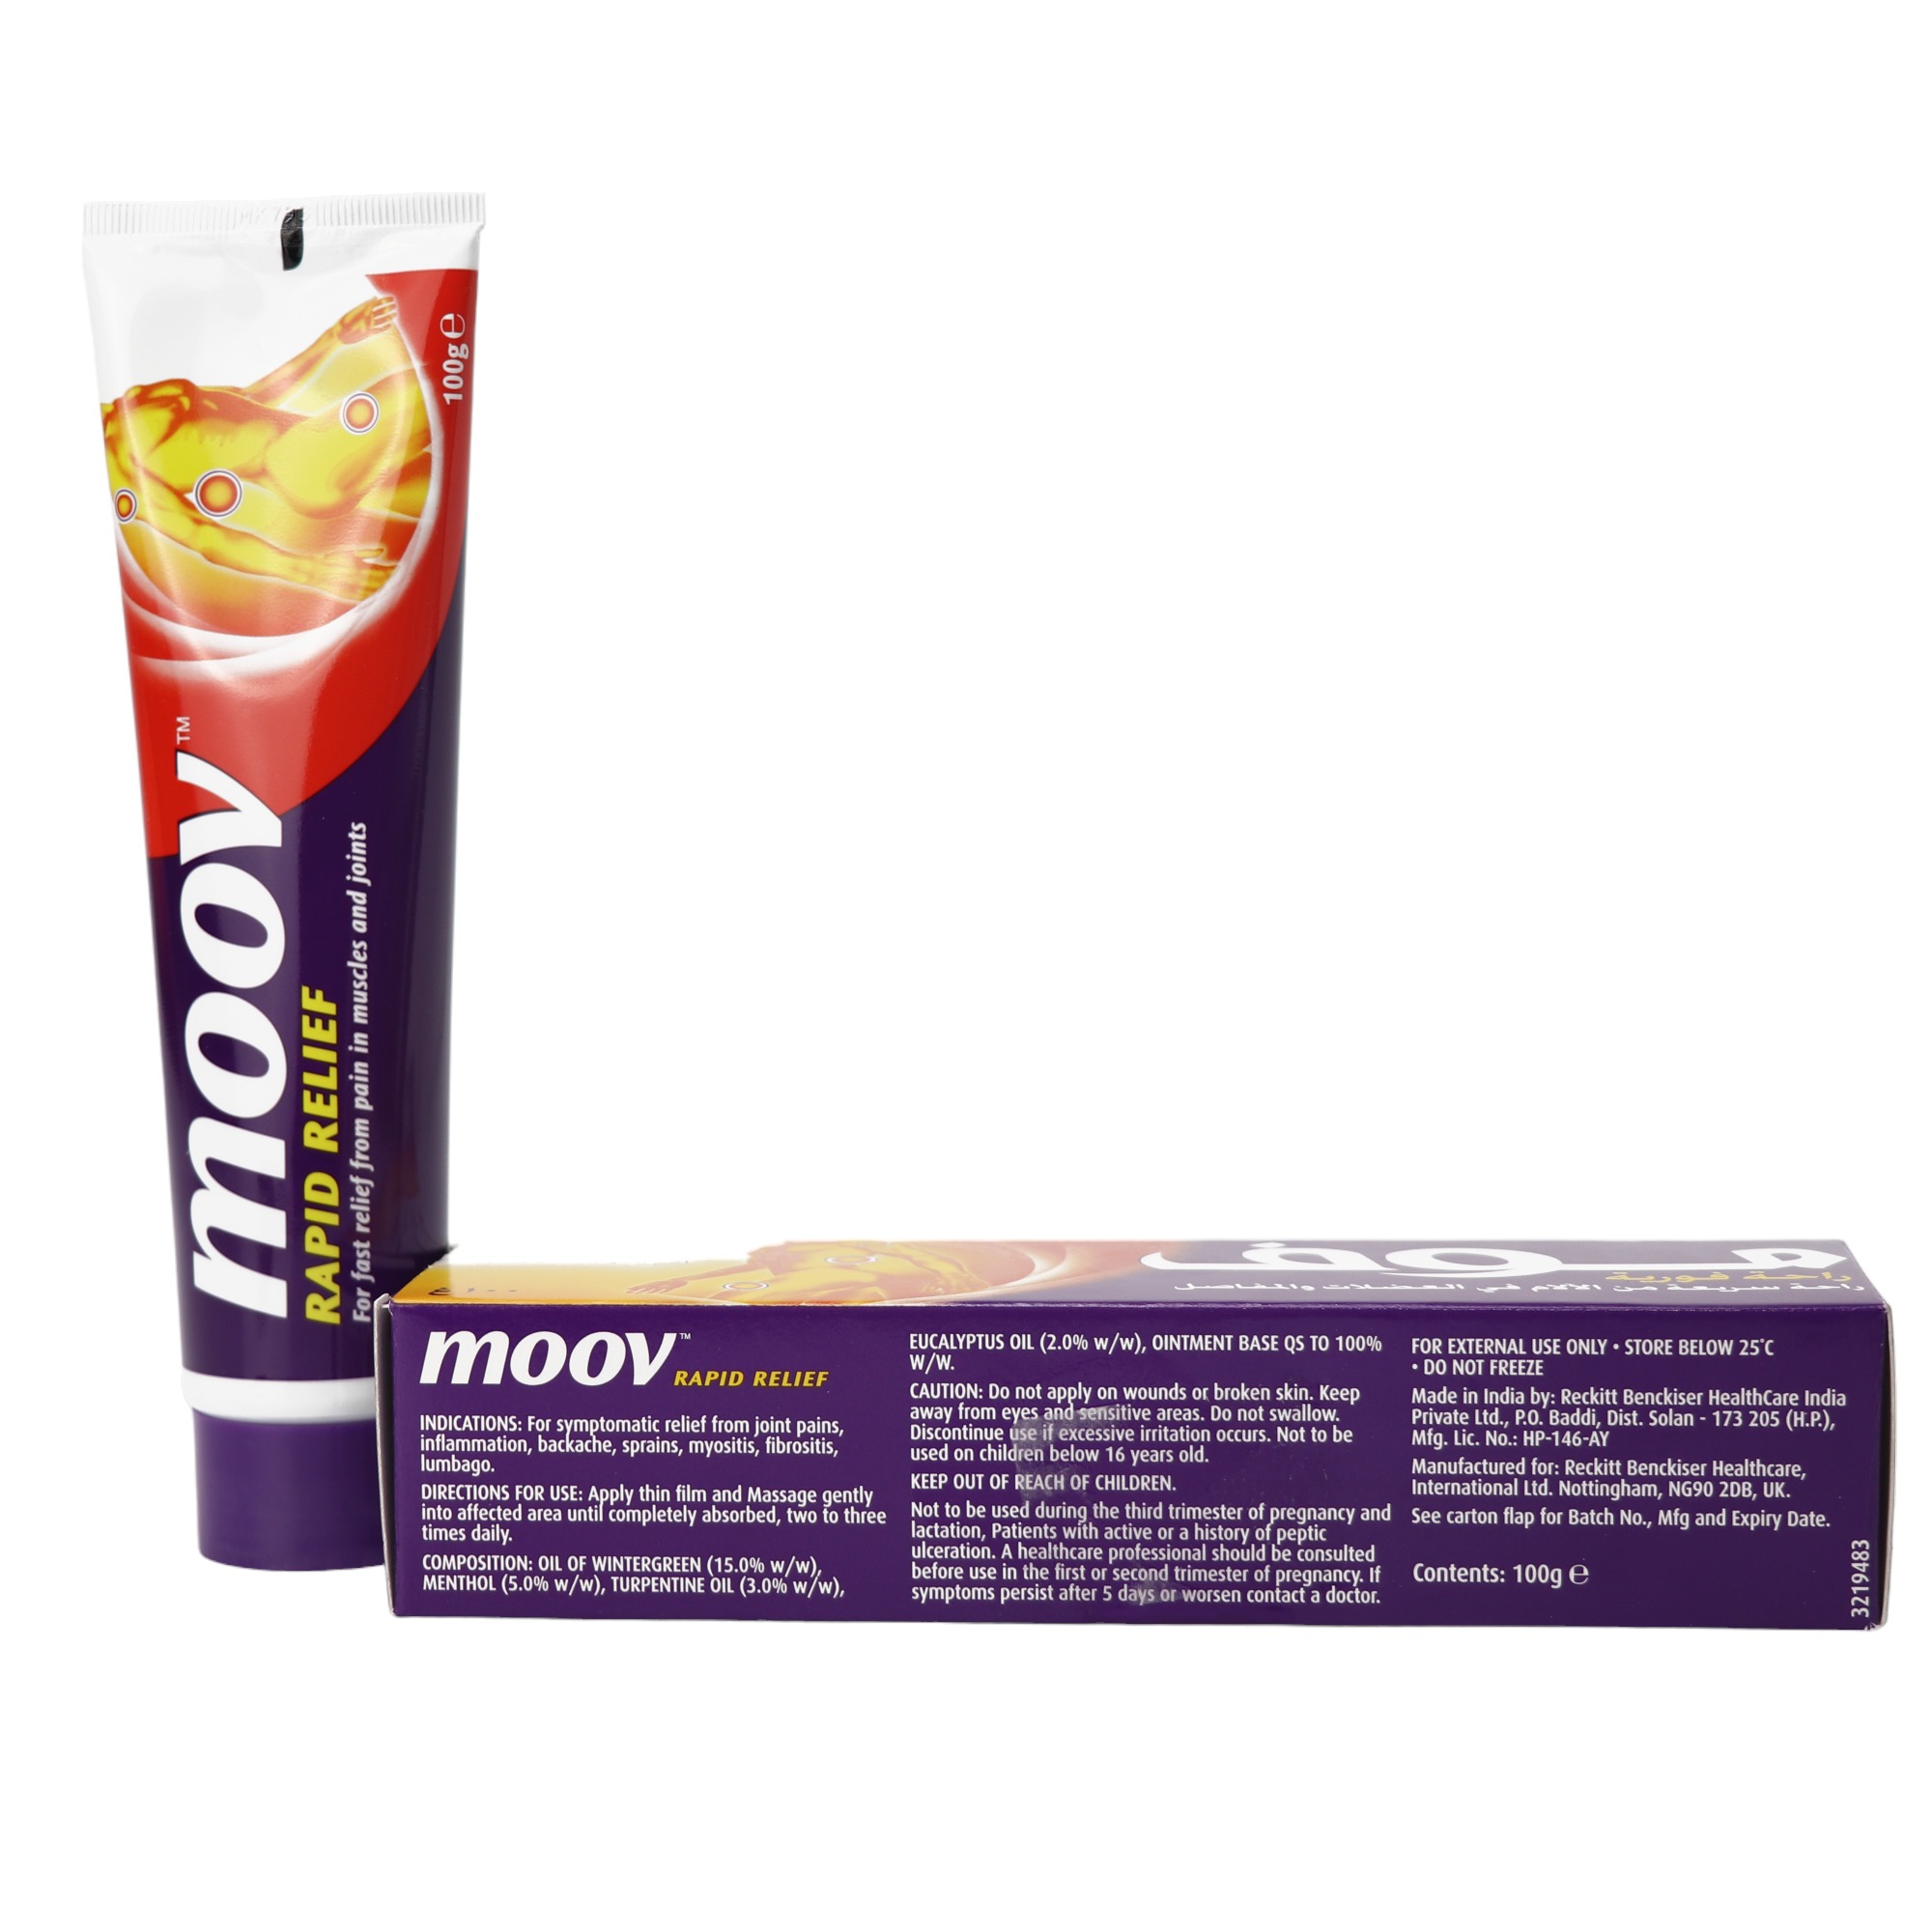 100g e
moov™
RAPID RELIEF
For fast relief from pain in muscles and joints
موف
راحة فورية
راحة سريعة من الآلام في العضلات والمفاصل
moov™
RAPID RELIEF
INDICATIONS: For symptomatic relief from joint pains,
inflammation, backache, sprains, myositis, fibrositis,
lumbago.
DIRECTIONS FOR USE: Apply thin film and Massage gently
into affected area until completely absorbed, two to three
times daily.
COMPOSITION: OIL OF WINTERGREEN (15.0% w/w),
MENTHOL (5.0% w/w), TURPENTINE OIL (3.0% w/w),
EUCALYPTUS OIL (2.0% w/w), OINTMENT BASE QS TO 100%
W/W.
CAUTION: Do not apply on wounds or broken skin. Keep
away from eyes and sensitive areas. Do not swallow.
Discontinue use if excessive irritation occurs. Not to be
used on children below 16 years old.
KEEP OUT OF REACH OF CHILDREN.
Not to be used during the third trimester of pregnancy and
lactation, Patients with active or a history of peptic
ulceration. A healthcare professional should be consulted
before use in the first or second trimester of pregnancy. If
symptoms persist after 5 days or worsen contact a doctor.
FOR EXTERNAL USE ONLY • STORE BELOW 25°C
• DO NOT FREEZE
Made in India by: Reckitt Benckiser HealthCare India
Private Ltd., P.O. Baddi, Dist. Solan - 173 205 (H.P.),
Mfg. Lic. No.: HP-146-AY
Manufactured for: Reckitt Benckiser Healthcare,
International Ltd. Nottingham, NG90 2DB, UK.
See carton flap for Batch No., Mfg and Expiry Date.
Contents: 100g e
3219483